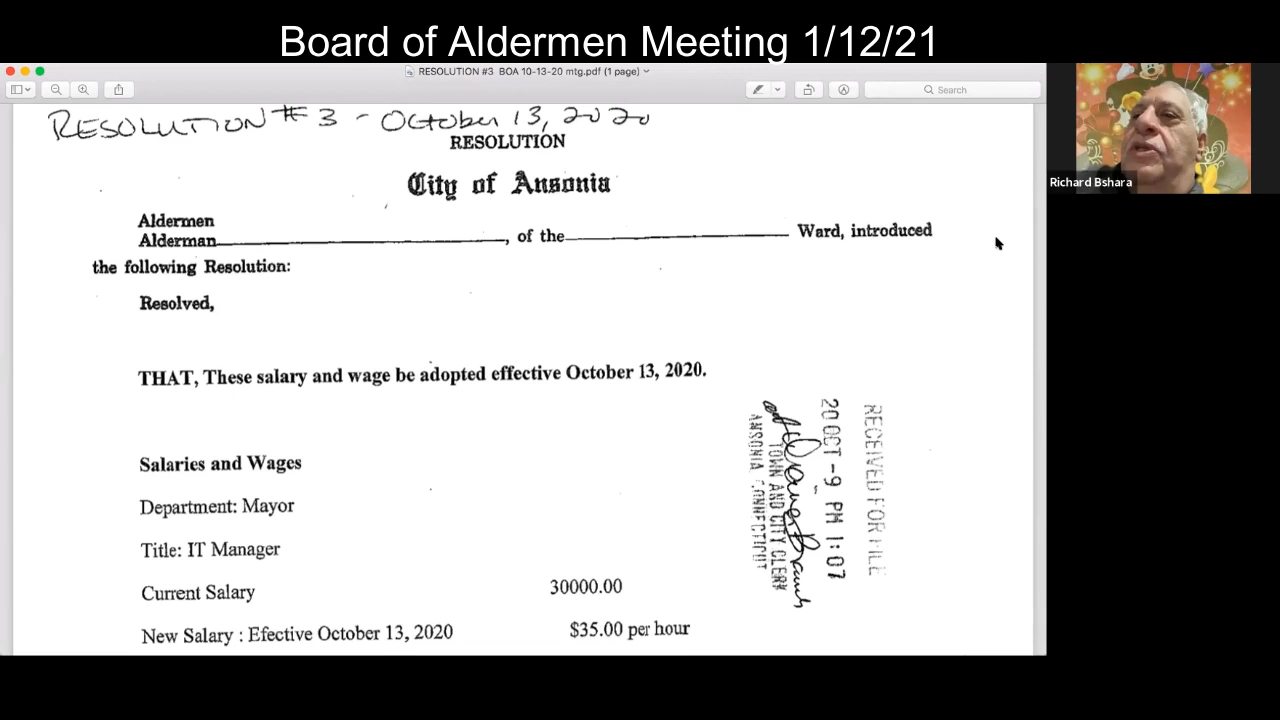 Board of Aldermen Meeting 1/12/21
RESOLUTION #3 BOA 10-13-20 mtg.pdf (1 page)
Search
RESOLUTION #3 - October 13, 2020
RESOLUTION
City of Ansonia
Aldermen
Alderman, of the Ward, introduced
the following Resolution:
Resolved,
THAT, These salary and wage be adopted effective October 13, 2020.
Salaries and Wages
Department: Mayor
Title: IT Manager
Current Salary 30000.00
New Salary : Efective October 13, 2020 $35.00 per hour
RECEIVED FOR FILE
20 OCT -9 PM 1:07
TOWN AND CITY CLERK
ANSONIA CONNECTICUT
Richard Bshara